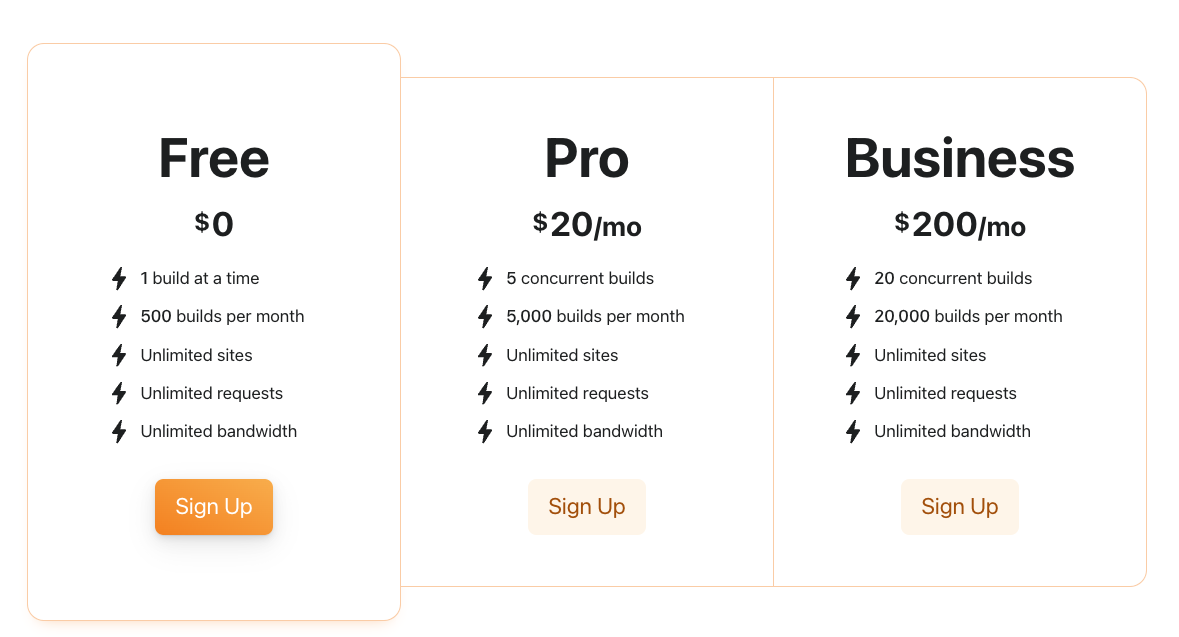 Free
$0
1 build at a time
500 builds per month
Unlimited sites
Unlimited requests
Unlimited bandwidth
Sign Up
Pro
$20/mo
5 concurrent builds
5,000 builds per month
Unlimited sites
Unlimited requests
Unlimited bandwidth
Sign Up
Business
$200/mo
20 concurrent builds
20,000 builds per month
Unlimited sites
Unlimited requests
Unlimited bandwidth
Sign Up